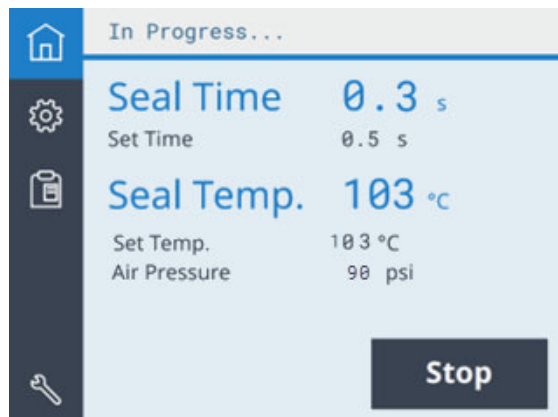 In Progress...
Seal Time 0.3 s
Set Time 0.5 s
Seal Temp. 103 °C
Set Temp. 103 °C
Air Pressure 90 psi
Stop